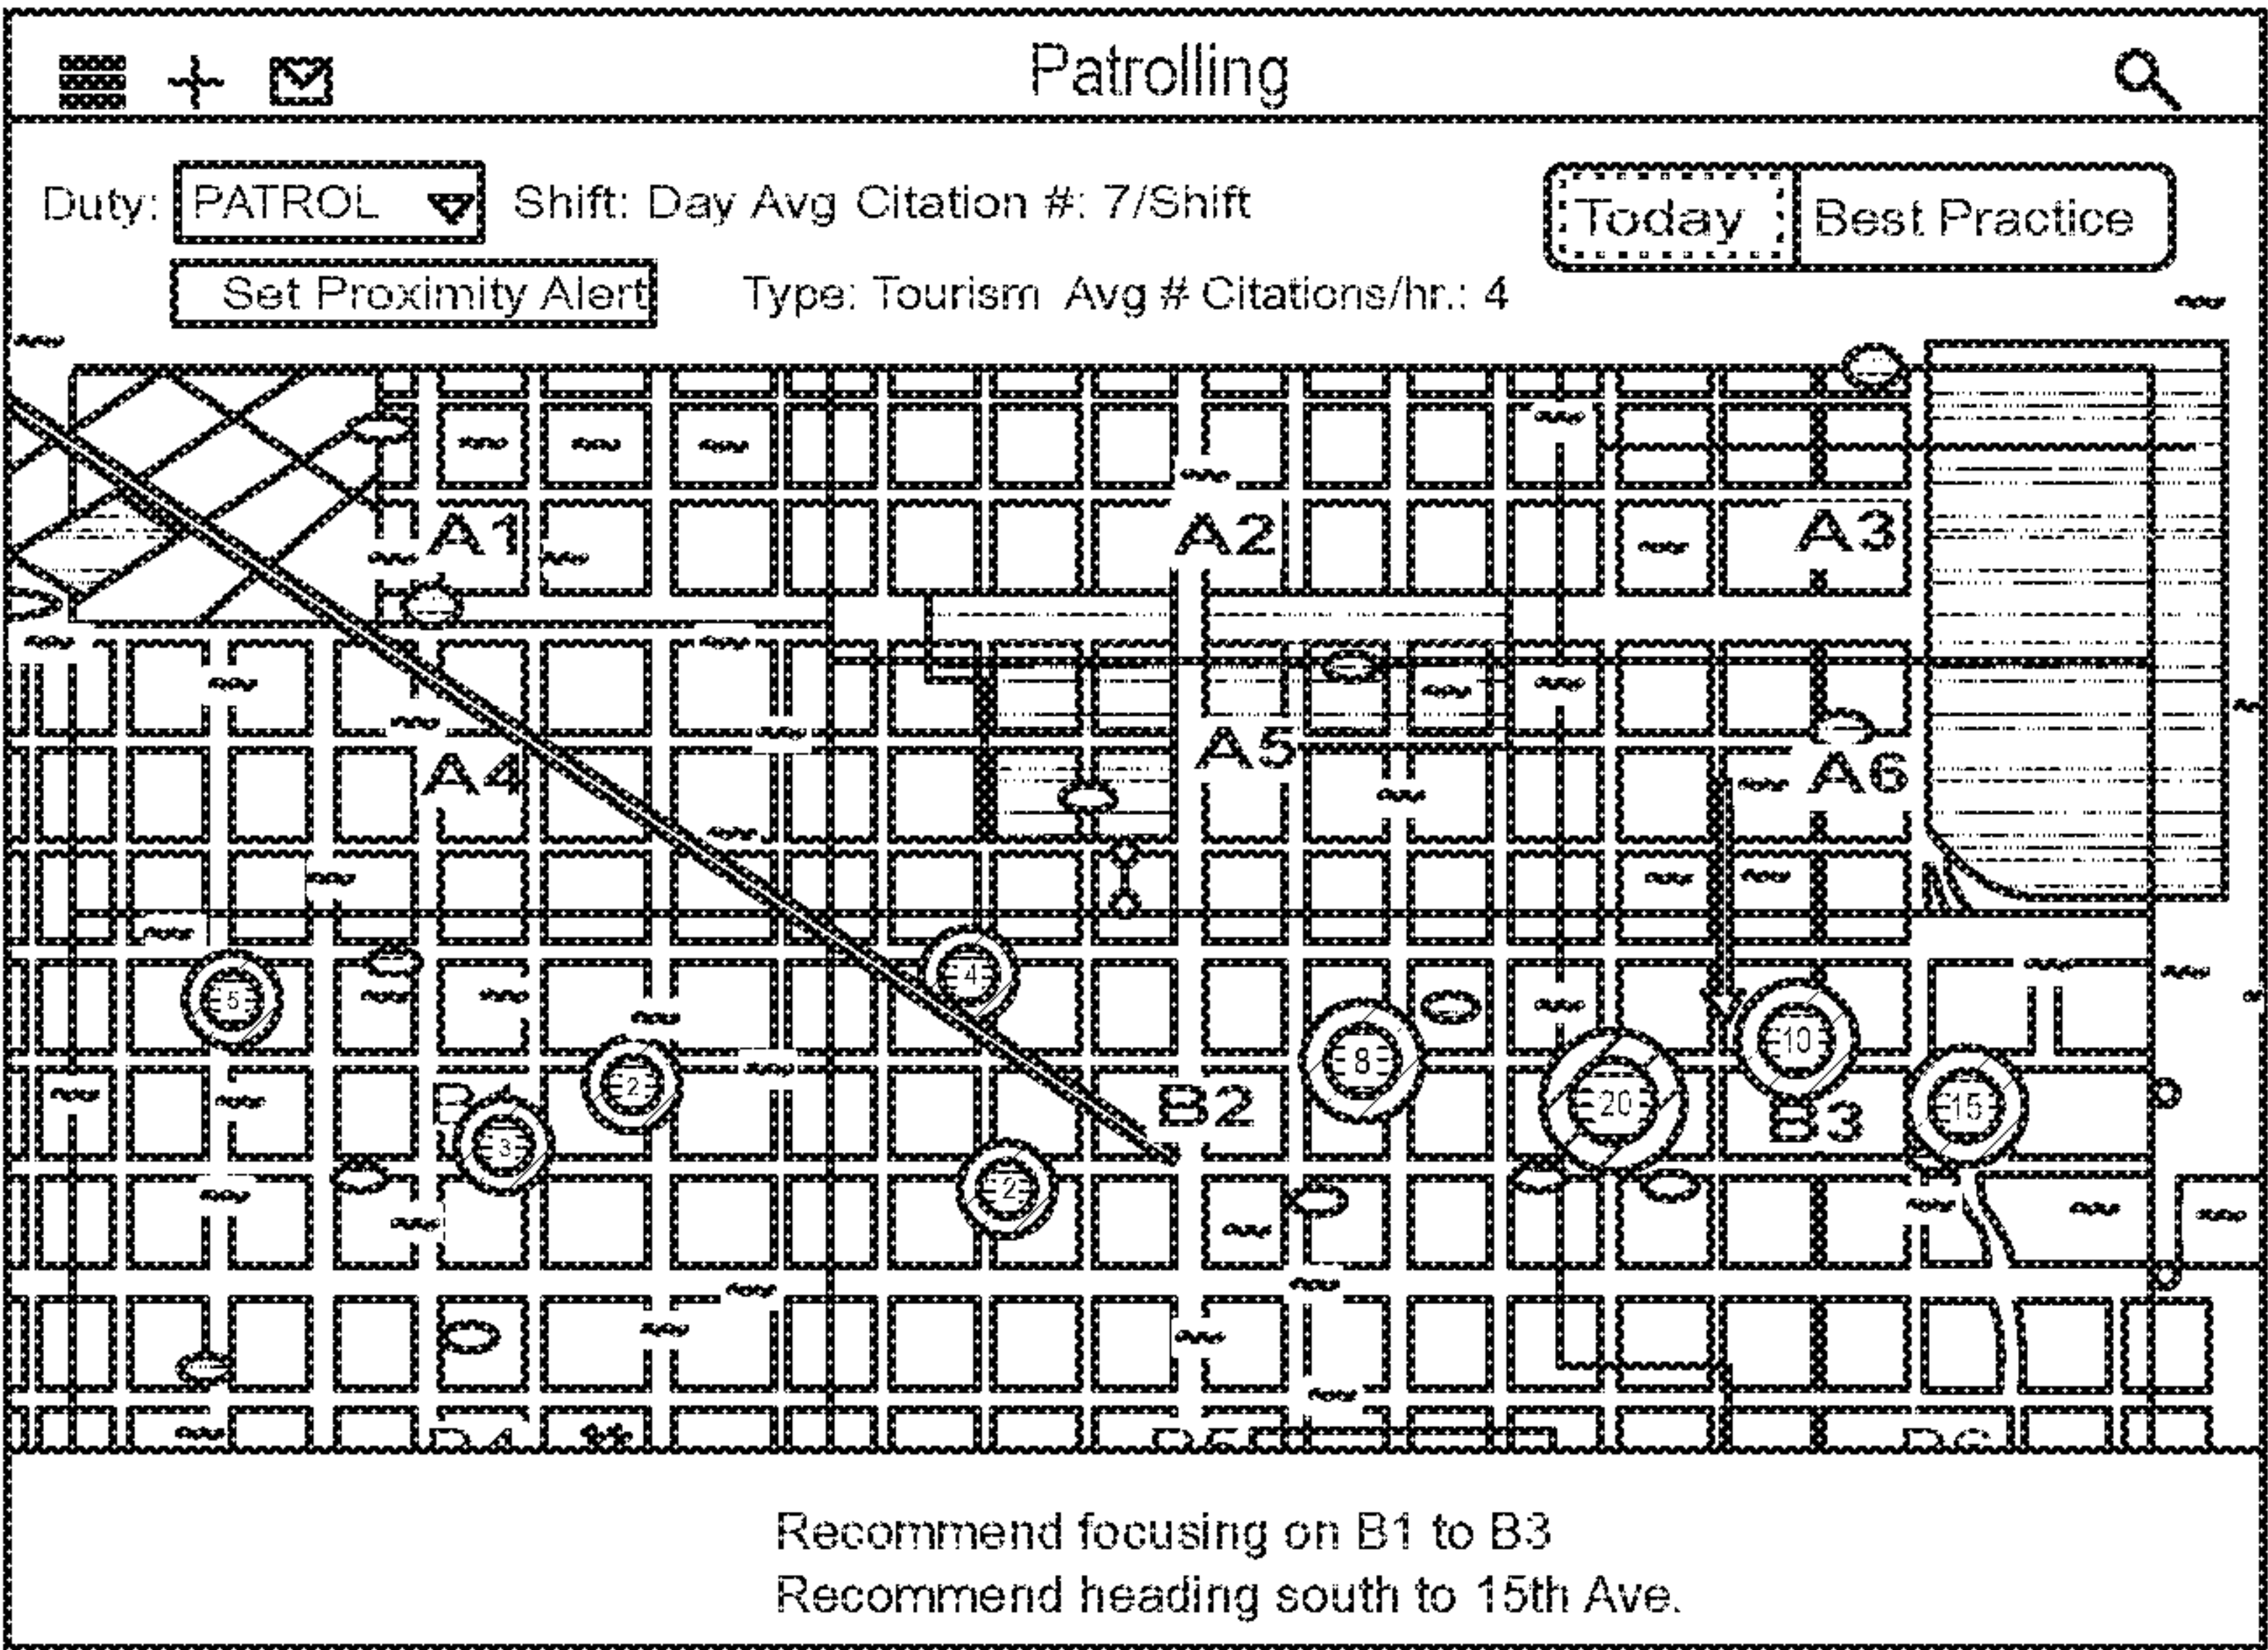 Patrolling
Duty: PATROL Shift: Day Avg Citation #: 7/Shift
Today Best Practice
Set Proximity Alert Type: Tourism Avg # Citations/hr.: 4
A1 A2 A3
A4 A5 A6
5 4
8 10
2 20 15
3 B2 B3
2
Recommend focusing on B1 to B3
Recommend heading south to 15th Ave.